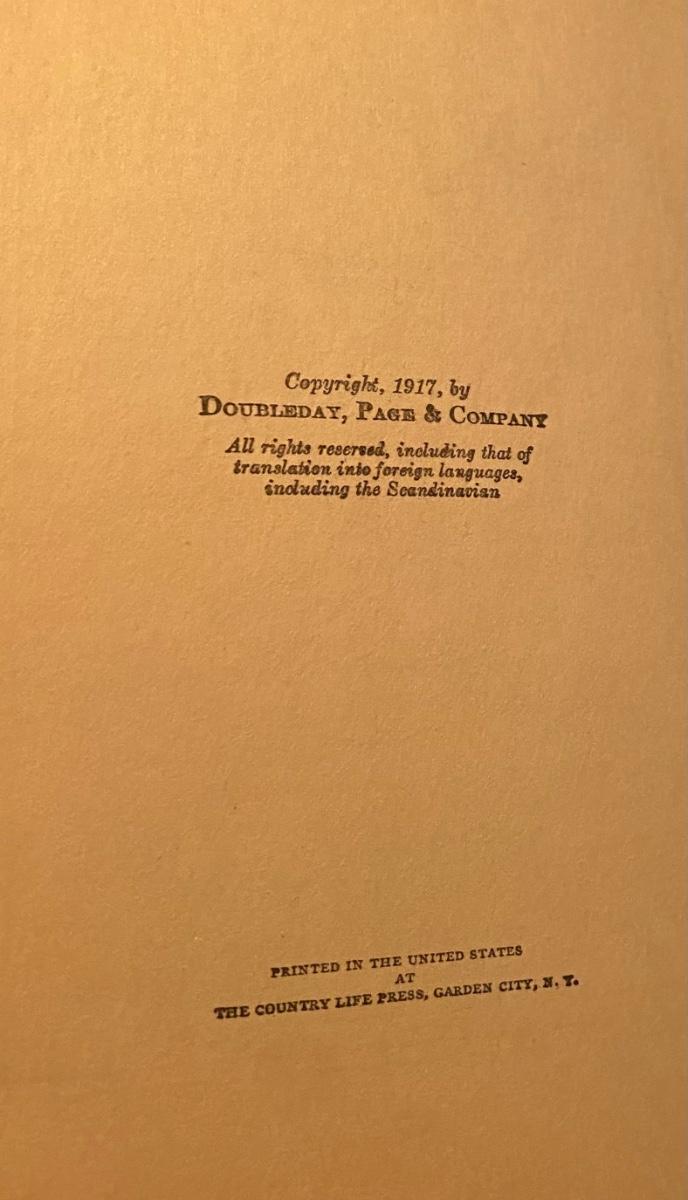 Copyright, 1917, by
DOUBLEDAY, PAGE & COMPANY
All rights reserved, including that of
translation into foreign languages,
including the Scandinavian
PRINTED IN THE UNITED STATES
AT
THE COUNTRY LIFE PRESS, GARDEN CITY, N. Y.